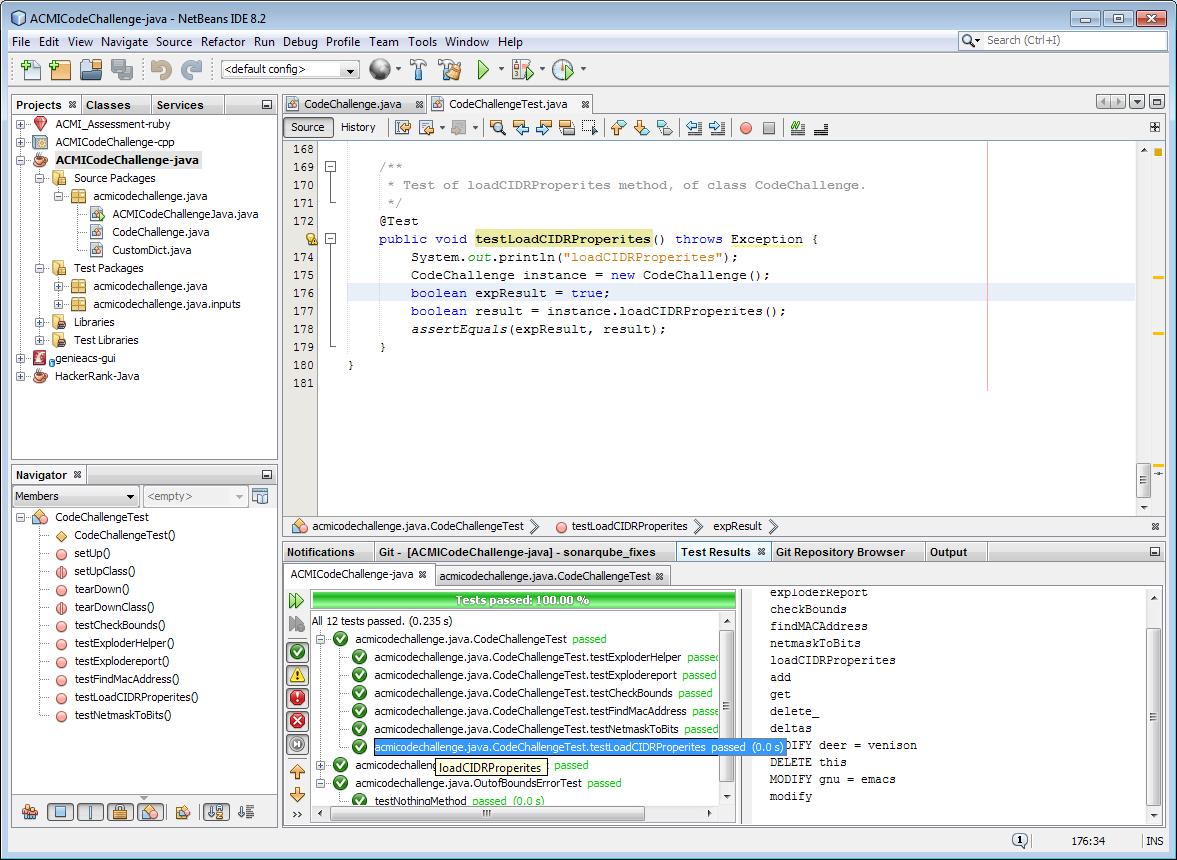 ACMICodeChallenge-java - NetBeans IDE 8.2
File Edit View Navigate Source Refactor Run Debug Profile Team Tools Window Help
Search (Ctrl+I)
<default config>
Projects Classes Services
ACMI_Assessment-ruby
ACMICodeChallenge-cpp
ACMICodeChallenge-java
Source Packages
acmicodechallenge.java
ACMICodeChallengeJava.java
CodeChallenge.java
CustomDict.java
Test Packages
acmicodechallenge.java
acmicodechallenge.java.inputs
Libraries
Test Libraries
genieacs-gui
HackerRank-Java
Navigator
Members <empty>
CodeChallengeTest
CodeChallengeTest()
setUp()
setUpClass()
tearDown()
tearDownClass()
testCheckBounds()
testExploderHelper()
testExplodereport()
testFindMacAddress()
testLoadCIDRProperites()
testNetmaskToBits()
CodeChallenge.java CodeChallengeTest.java
Source History
168
169 /**
170 * Test of loadCIDRProperites method, of class CodeChallenge.
171 */
172 @Test
public void testLoadCIDRProperites() throws Exception {
174 System.out.println("loadCIDRProperites");
175 CodeChallenge instance = new CodeChallenge();
176 boolean expResult = true;
177 boolean result = instance.loadCIDRProperites();
178 assertEquals(expResult, result);
179 }
180 }
181
acmicodechallenge.java.CodeChallengeTest testLoadCIDRProperites expResult
Notifications Git - [ACMICodeChallenge-java] - sonarqube_fixes Test Results Git Repository Browser Output
ACMICodeChallenge-java acmicodechallenge.java.CodeChallengeTest
Tests passed: 100.00 %
All 12 tests passed. (0.235 s)
acmicodechallenge.java.CodeChallengeTest passed
acmicodechallenge.java.CodeChallengeTest.testExploderHelper passed
acmicodechallenge.java.CodeChallengeTest.testExplodereport passed
acmicodechallenge.java.CodeChallengeTest.testCheckBounds passed
acmicodechallenge.java.CodeChallengeTest.testFindMacAddress passe
acmicodechallenge.java.CodeChallengeTest.testNetmaskToBits passed
acmicodechallenge.java.CodeChallengeTest.testLoadCIDRProperites passed (0.0 s)
acmicodechalleng passed
loadCIDRProperites
acmicodechallenge.java.OutofBoundsErrorTest passed
testNothingMethod passed (0.0 s)
exploderReport
checkBounds
findMACAddress
netmaskToBits
loadCIDRProperites
add
get
delete_
deltas
DIFY deer = venison
DELETE this
MODIFY gnu = emacs
modify
1
176:34 INS